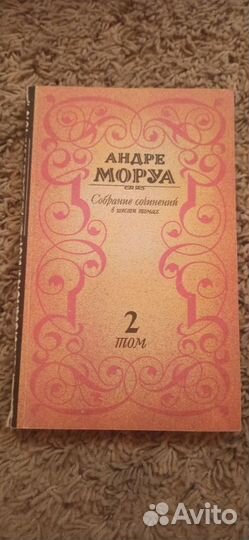 АНДРЕ
МОРУА
Собрание сочинений
в шести томах
2
том
Avito